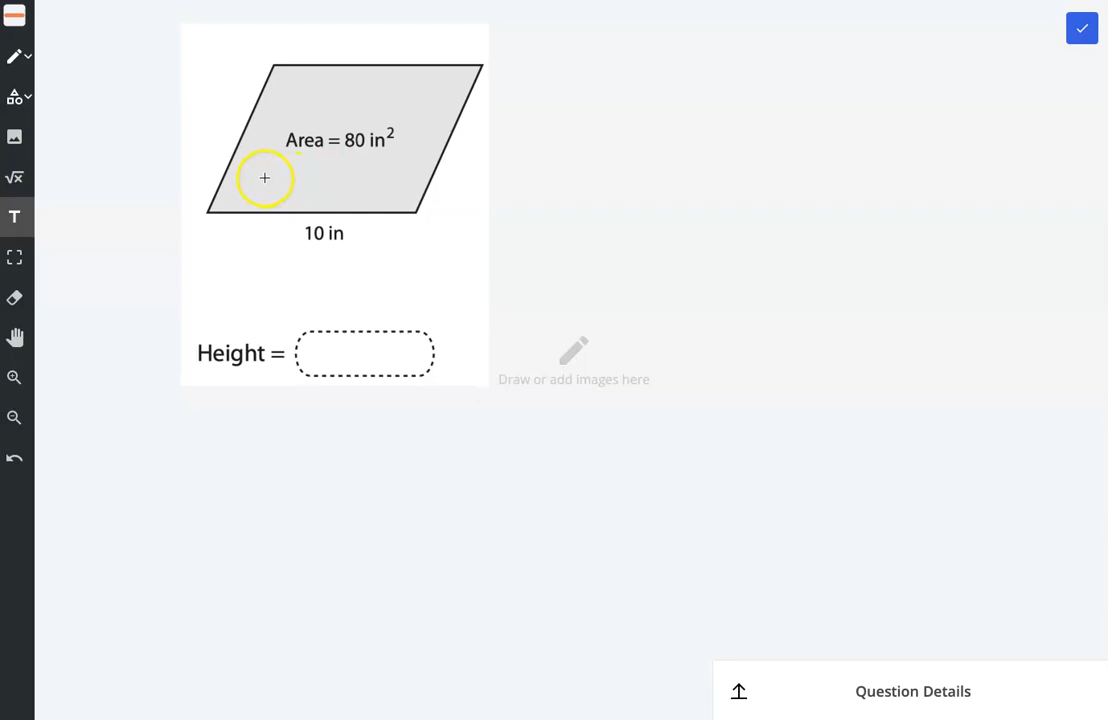 Area = 80 in²
10 in
Height =
Draw or add images here
Question Details
√x
T